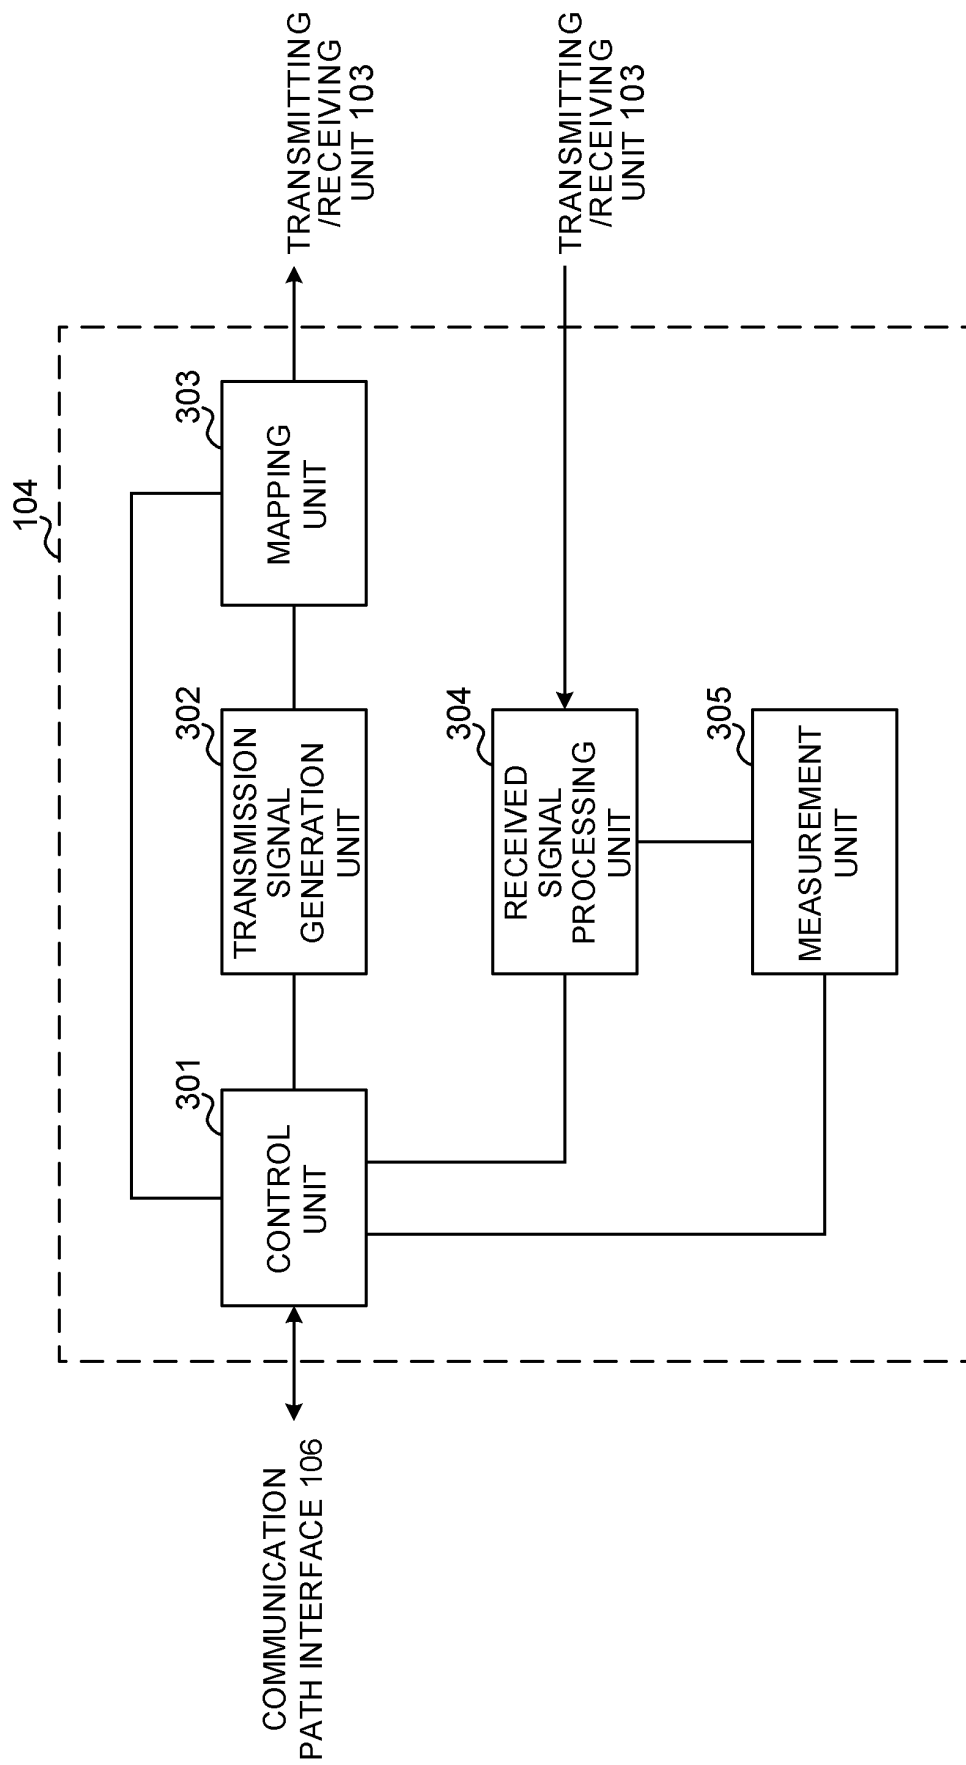 104
COMMUNICATION
PATH INTERFACE 106
301
CONTROL
UNIT
302
TRANSMISSION
SIGNAL
GENERATION
UNIT
303
MAPPING
UNIT
TRANSMITTING
/RECEIVING
UNIT 103
304
RECEIVED
SIGNAL
PROCESSING
UNIT
TRANSMITTING
/RECEIVING
UNIT 103
305
MEASUREMENT
UNIT